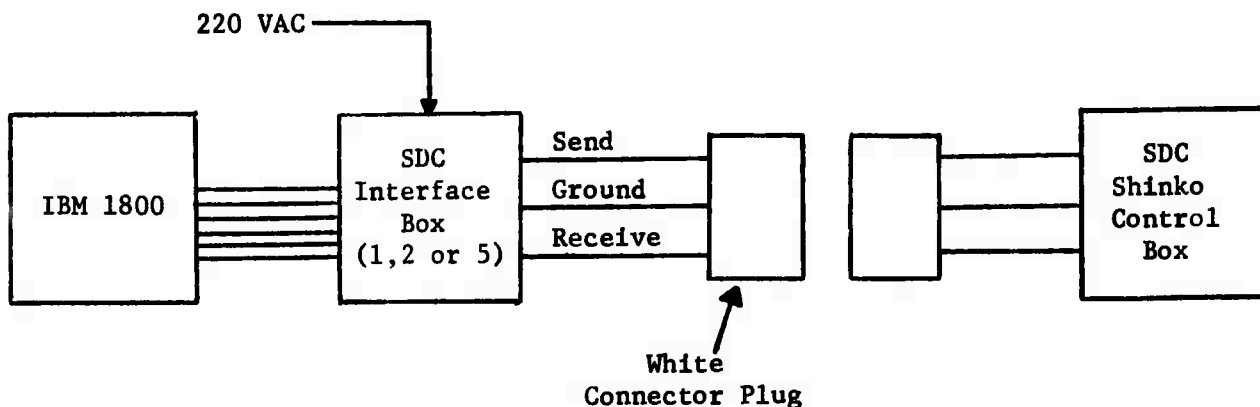 220 VAC
IBM 1800
SDC
Interface
Box
(1,2 or 5)
Send
Ground
Receive
White
Connector Plug
SDC
Shinko
Control
Box